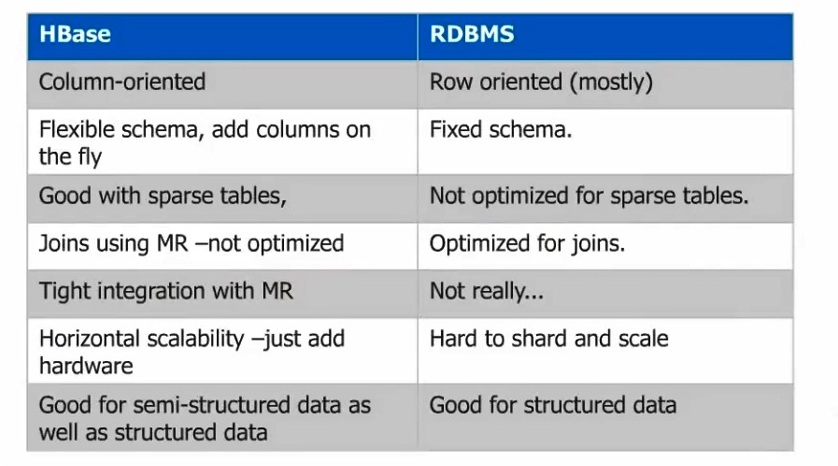 HBase
RDBMS
Column-oriented
Row oriented (mostly)
Flexible schema, add columns on
the fly
Fixed schema.
Good with sparse tables,
Not optimized for sparse tables.
Joins using MR –not optimized
Optimized for joins.
Tight integration with MR
Not really...
Horizontal scalability –just add
hardware
Hard to shard and scale
Good for semi-structured data as
well as structured data
Good for structured data